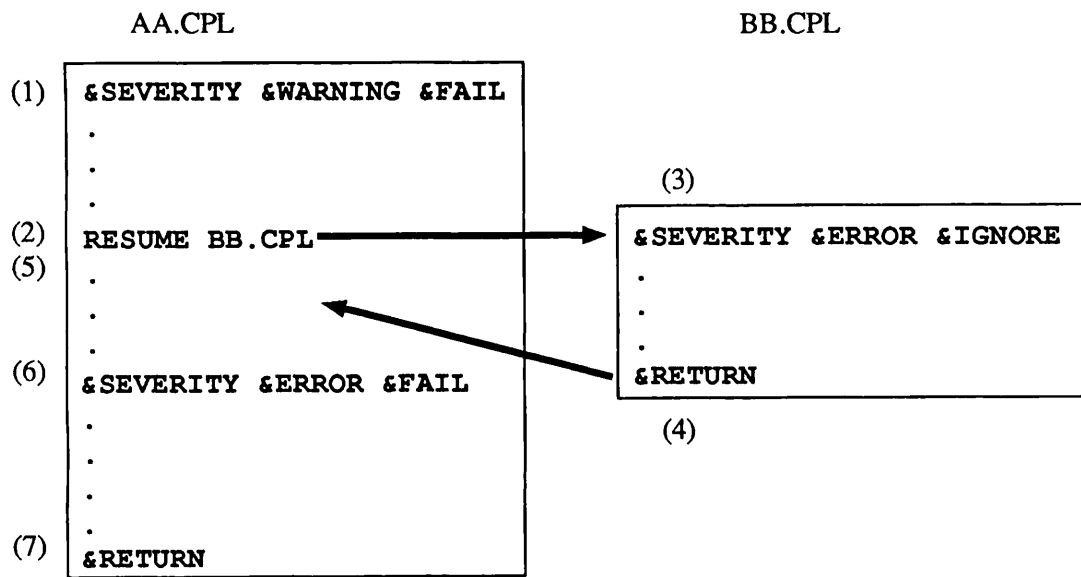 AA.CPL
BB.CPL
(1) &SEVERITY &WARNING &FAIL
.
.
.
(2) RESUME BB.CPL
(5) .
.
.
(6) &SEVERITY &ERROR &FAIL
.
.
.
.
(7) &RETURN
(3)
&SEVERITY &ERROR &IGNORE
.
.
.
&RETURN
(4)